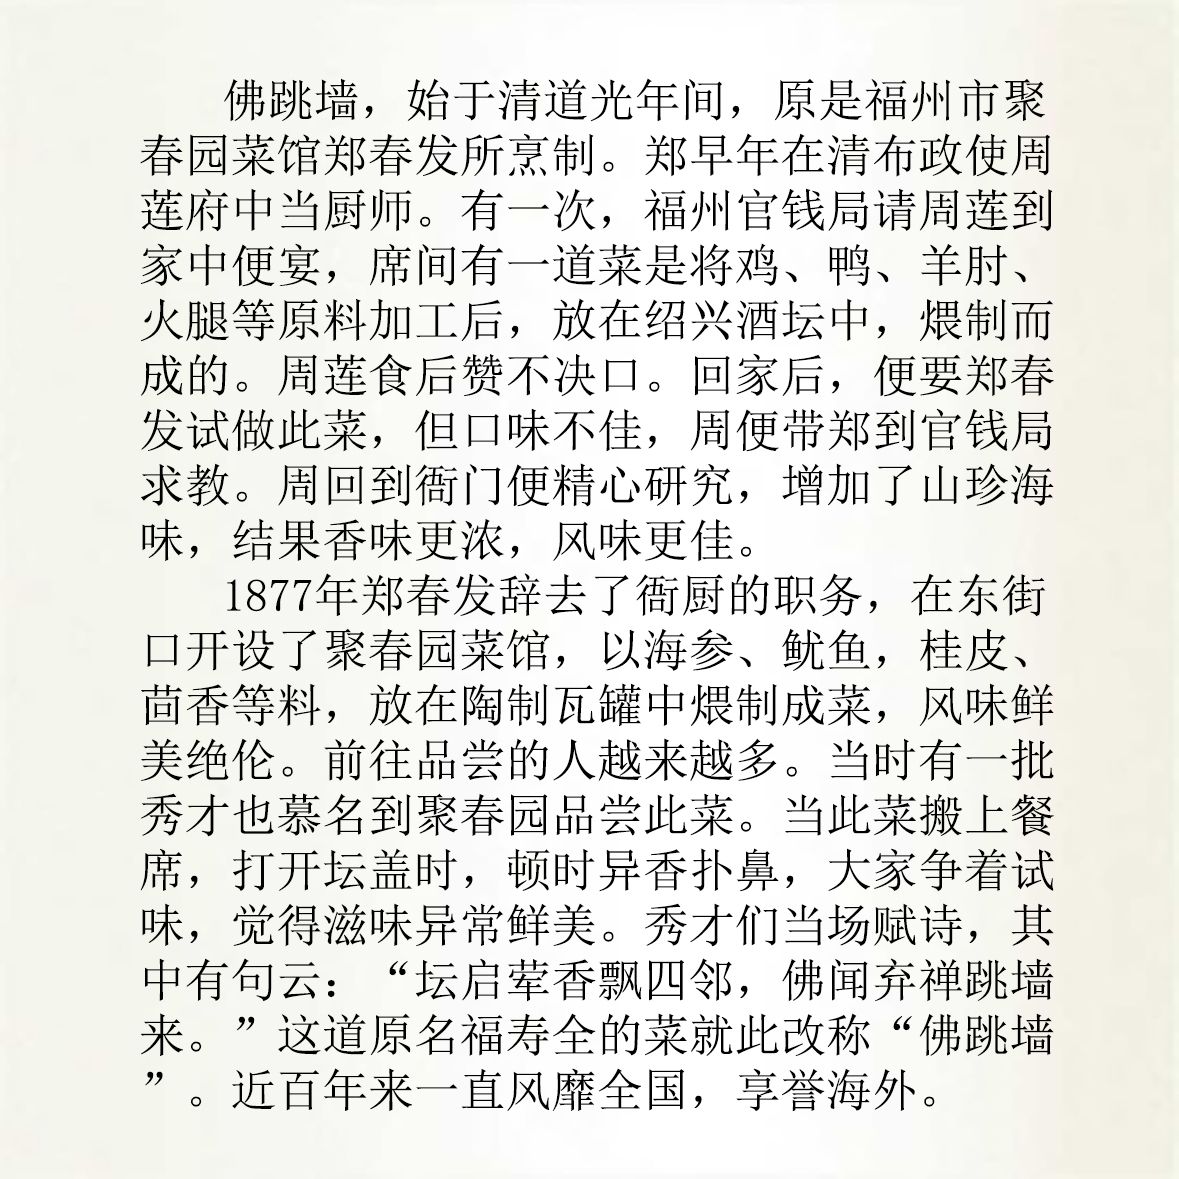 佛跳墙，始于清道光年间，原是福州市聚
春园菜馆郑春发所烹制。郑早年在清布政使周
莲府中当厨师。有一次，福州官钱局请周莲到
家中便宴，席间有一道菜是将鸡、鸭、羊肘、
火腿等原料加工后，放在绍兴酒坛中，煨制而
成的。周莲食后赞不决口。回家后，便要郑春
发试做此菜，但口味不佳，周便带郑到官钱局
求教。周回到衙门便精心研究，增加了山珍海
味，结果香味更浓，风味更佳。
1877年郑春发辞去了衙厨的职务，在东街
口开设了聚春园菜馆，以海参、鱿鱼，桂皮、
茴香等料，放在陶制瓦罐中煨制成菜，风味鲜
美绝伦。前往品尝的人越来越多。当时有一批
秀才也慕名到聚春园品尝此菜。当此菜搬上餐
席，打开坛盖时，顿时异香扑鼻，大家争着试
味，觉得滋味异常鲜美。秀才们当场赋诗，其
中有句云：“坛启荤香飘四邻，佛闻弃禅跳墙
来。”这道原名福寿全的菜就此改称“佛跳墙
”。近百年来一直风靡全国，享誉海外。